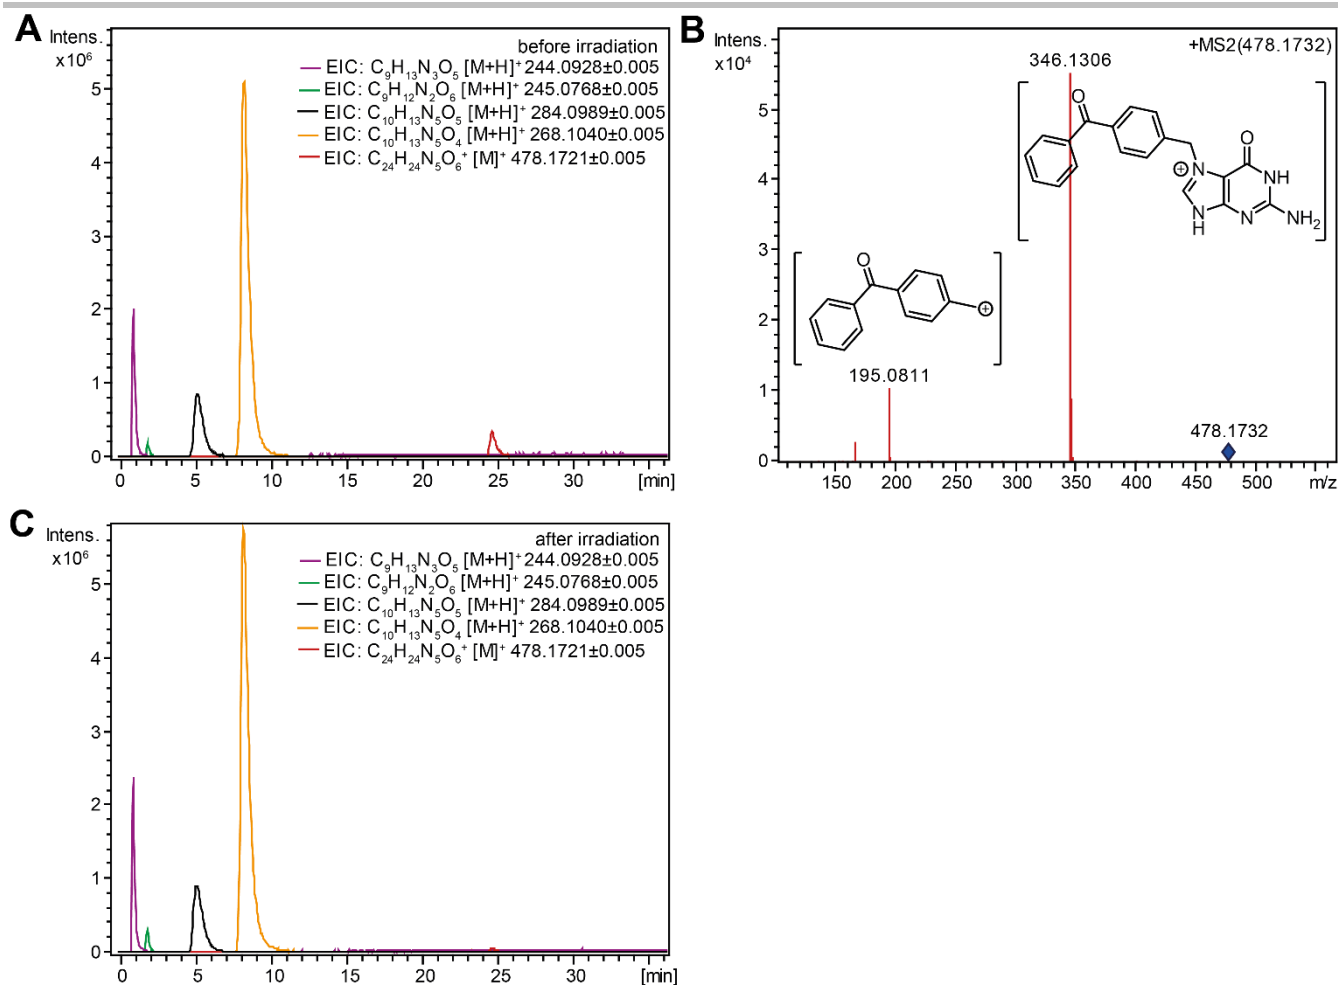 A
Intens.
x10⁶
before irradiation
EIC: C₉H₁₃N₃O₅ [M+H]⁺ 244.0928±0.005
EIC: C₉H₁₂N₂O₆ [M+H]⁺ 245.0768±0.005
EIC: C₁₀H₁₃N₅O₅ [M+H]⁺ 284.0989±0.005
EIC: C₁₀H₁₃N₅O₄ [M+H]⁺ 268.1040±0.005
EIC: C₂₄H₂₄N₅O₆⁺ [M]⁺ 478.1721±0.005
5
4
3
2
1
0
0 5 10 15 20 25 30 [min]
B
Intens.
x10⁴
+MS2(478.1732)
346.1306
O
O
N
⊕
NH
N
H
N
NH₂
O
⊕
195.0811
478.1732
5
4
3
2
1
0
150 200 250 300 350 400 450 500 m/z
C
Intens.
x10⁶
after irradiation
EIC: C₉H₁₃N₃O₅ [M+H]⁺ 244.0928±0.005
EIC: C₉H₁₂N₂O₆ [M+H]⁺ 245.0768±0.005
EIC: C₁₀H₁₃N₅O₅ [M+H]⁺ 284.0989±0.005
EIC: C₁₀H₁₃N₅O₄ [M+H]⁺ 268.1040±0.005
EIC: C₂₄H₂₄N₅O₆⁺ [M]⁺ 478.1721±0.005
5
4
3
2
1
0
0 5 10 15 20 25 30 [min]